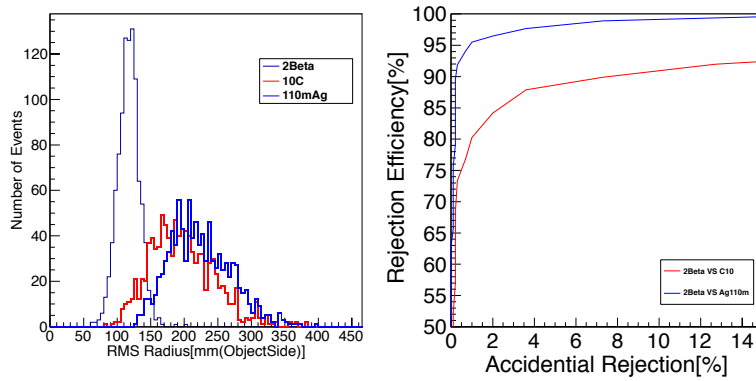 120
100
80
60
40
20
0
Number of Events
2Beta
10C
110mAg
0 50 100 150 200 250 300 350 400 450
RMS Radius[mm(ObjectSide)]
100
95
90
85
80
75
70
65
60
55
50
Rejection Efficiency[%]
2Beta VS C10
2Beta VS Ag110m
0 2 4 6 8 10 12 14
Accidential Rejection[%]